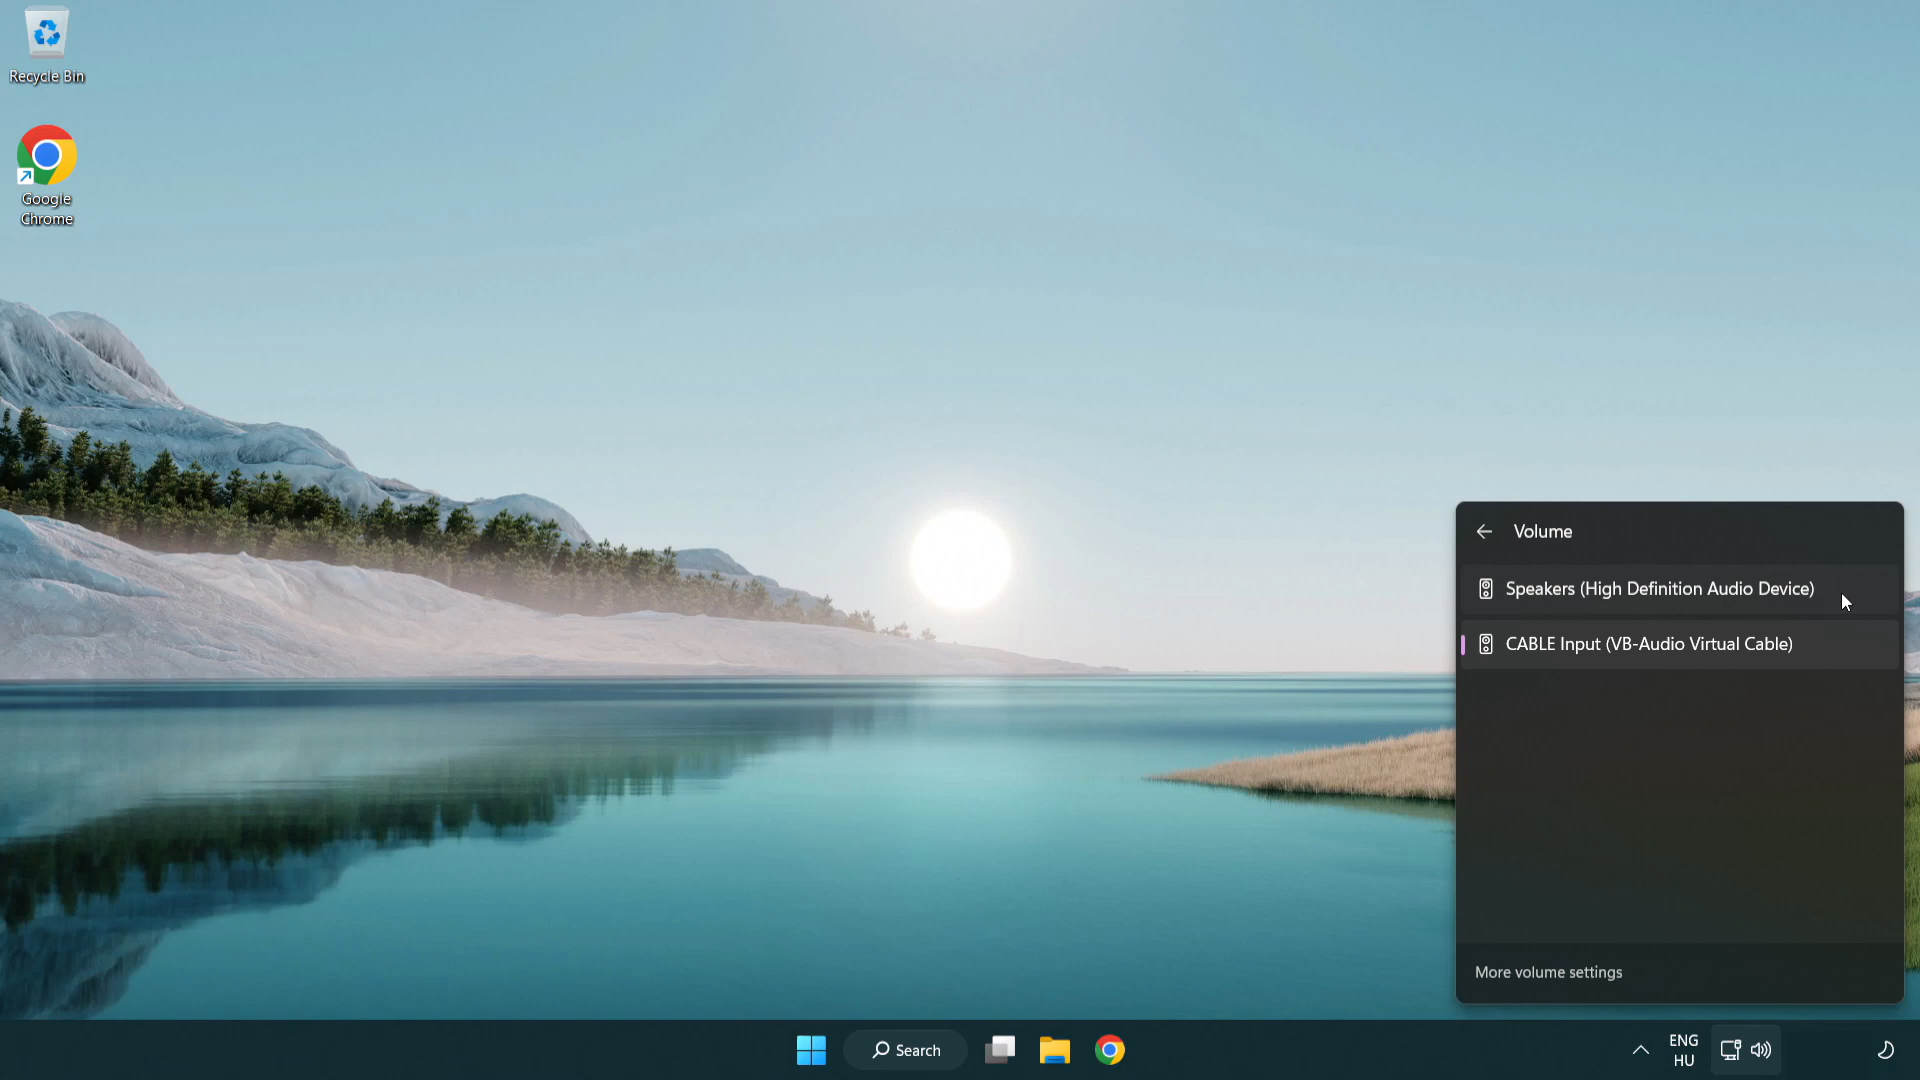 Recycle Bin
Google
Chrome
Volume
Speakers (High Definition Audio Device)
CABLE Input (VB-Audio Virtual Cable)
More volume settings
Search
ENG
HU